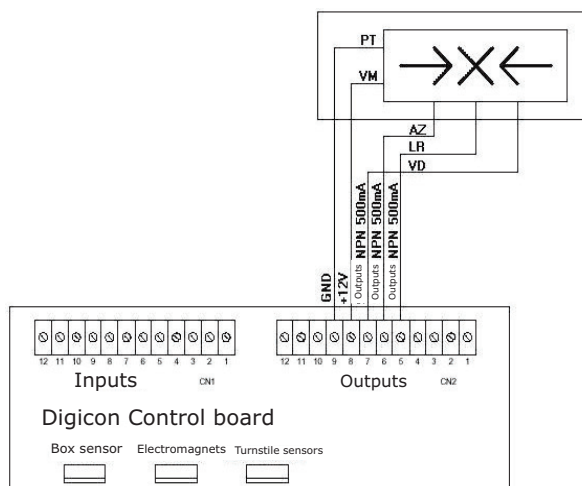 PT
VM
AZ
LR
VD
GND
+12V
Outputs NPN 500mA
Outputs NPN 500mA
Outputs NPN 500mA
12 11 10 9 8 7 6 5 4 3 2 1
12 11 10 9 8 7 6 5 4 3 2 1
Inputs CN1
Outputs CN2
Digicon Control board
Box sensor Electromagnets Turnstile sensors